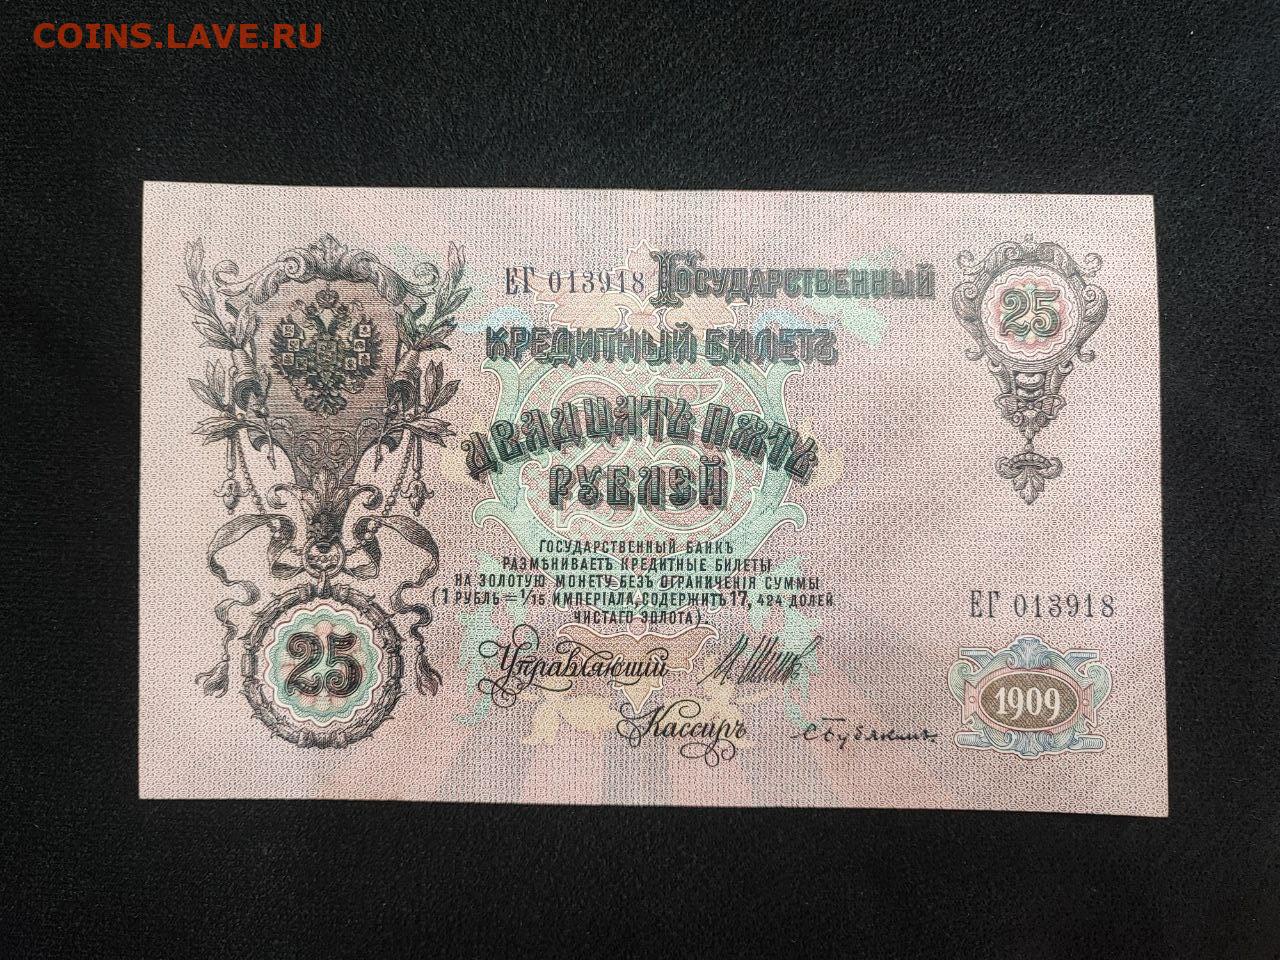 COINS.LAVE.RU
ЕГ 013918 Государственный
25
Кредитный Билетъ
Двадцать пять
рублей
25
Государственный Банкъ
размѣниваетъ кредитные билеты
на золотую монету безъ ограниченія суммы
(1 рубль = 1/15 имперіала, содержитъ 17,424 долей
чистаго золота).
ЕГ 013918
Управляющій
25
1909
Кассиръ